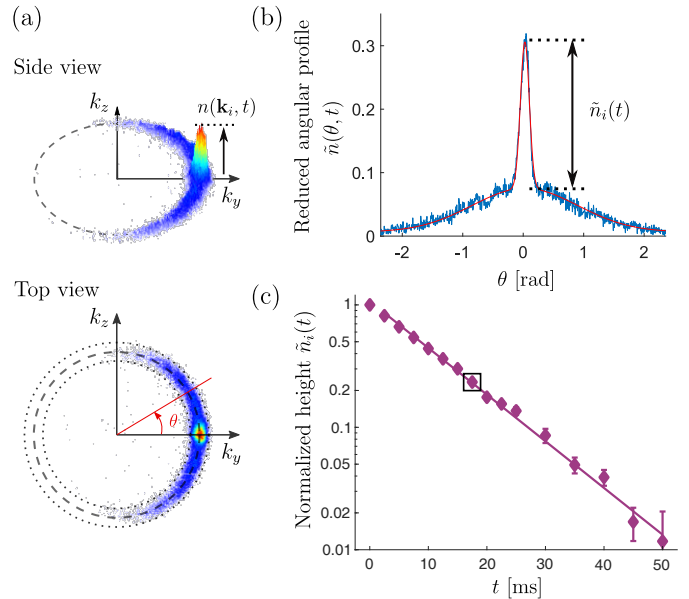 (a)
Side view
k_z
n(k_i, t)
k_y
Top view
k_z
θ
k_y
(b)
Reduced angular profile
ñ(θ, t)
0.3
0.2
0.1
0
ñ_i(t)
-2
-1
0
1
2
θ [rad]
(c)
Normalized height ñ_i(t)
1
0.5
0.2
0.1
0.05
0.02
0.01
0
10
20
30
40
50
t [ms]